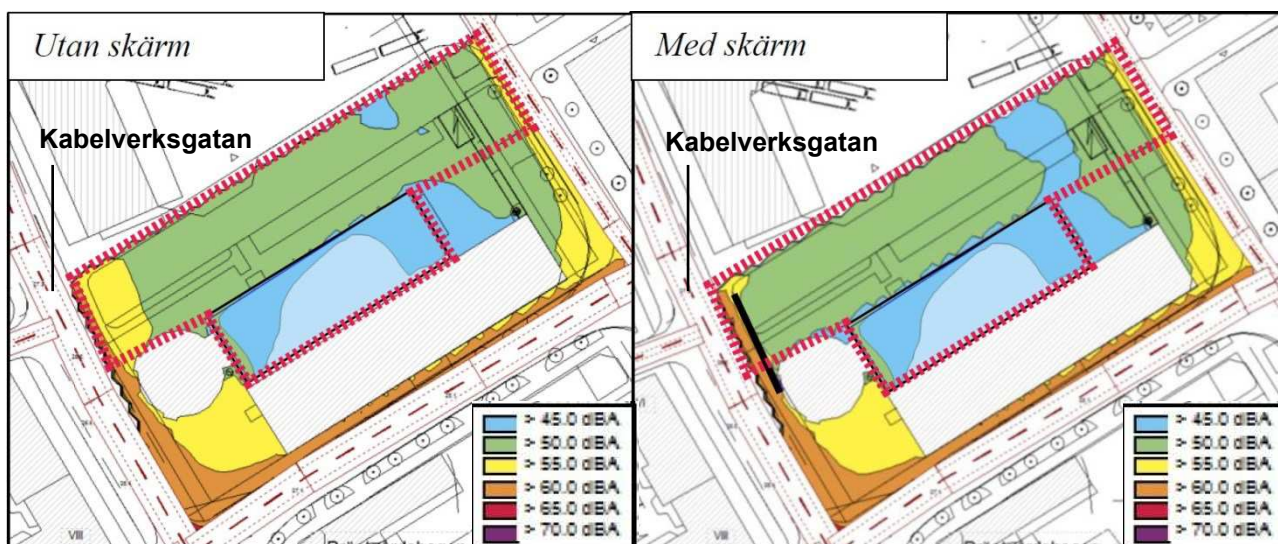 Utan skärm
Kabelverksgatan
> 45.0 dBA
> 50.0 dBA
> 55.0 dBA
> 60.0 dBA
> 65.0 dBA
> 70.0 dBA
VIII
Med skärm
Kabelverksgatan
> 45.0 dBA
> 50.0 dBA
> 55.0 dBA
> 60.0 dBA
> 65.0 dBA
> 70.0 dBA
VIII